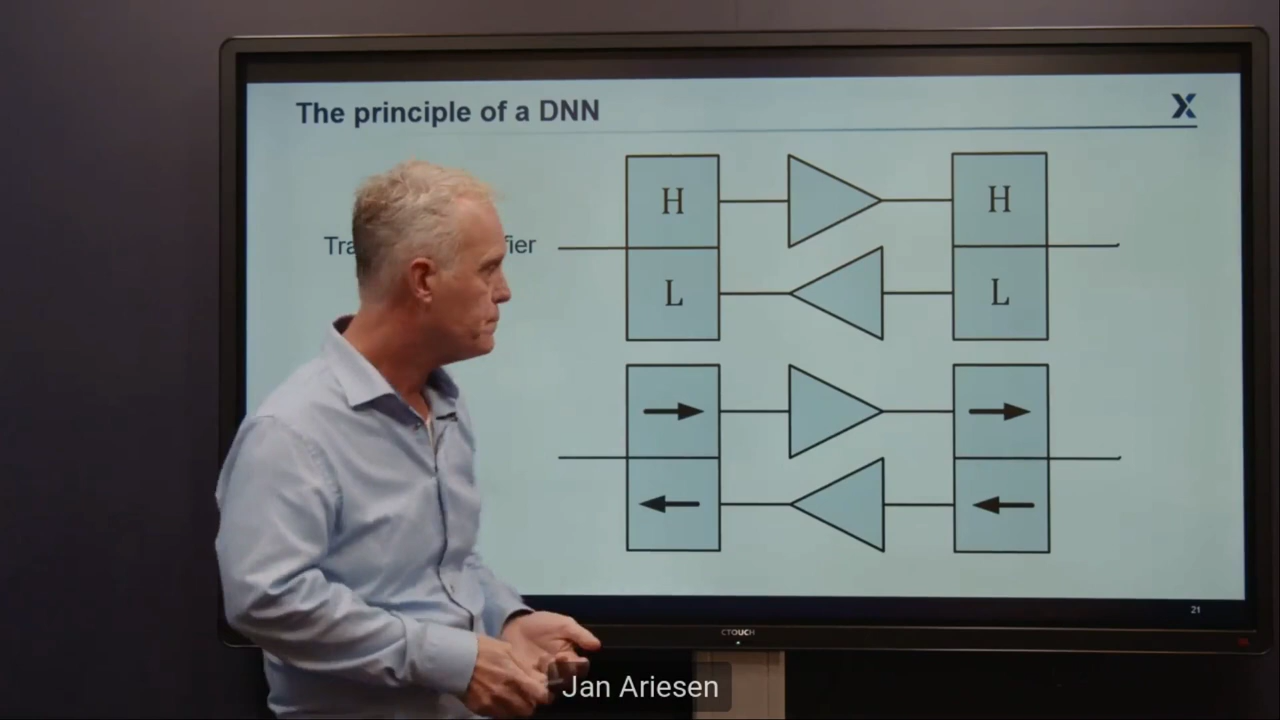 The principle of a DNN
X
H
H
Tra fier
L
L
21
CTOUCH
Jan Ariesen